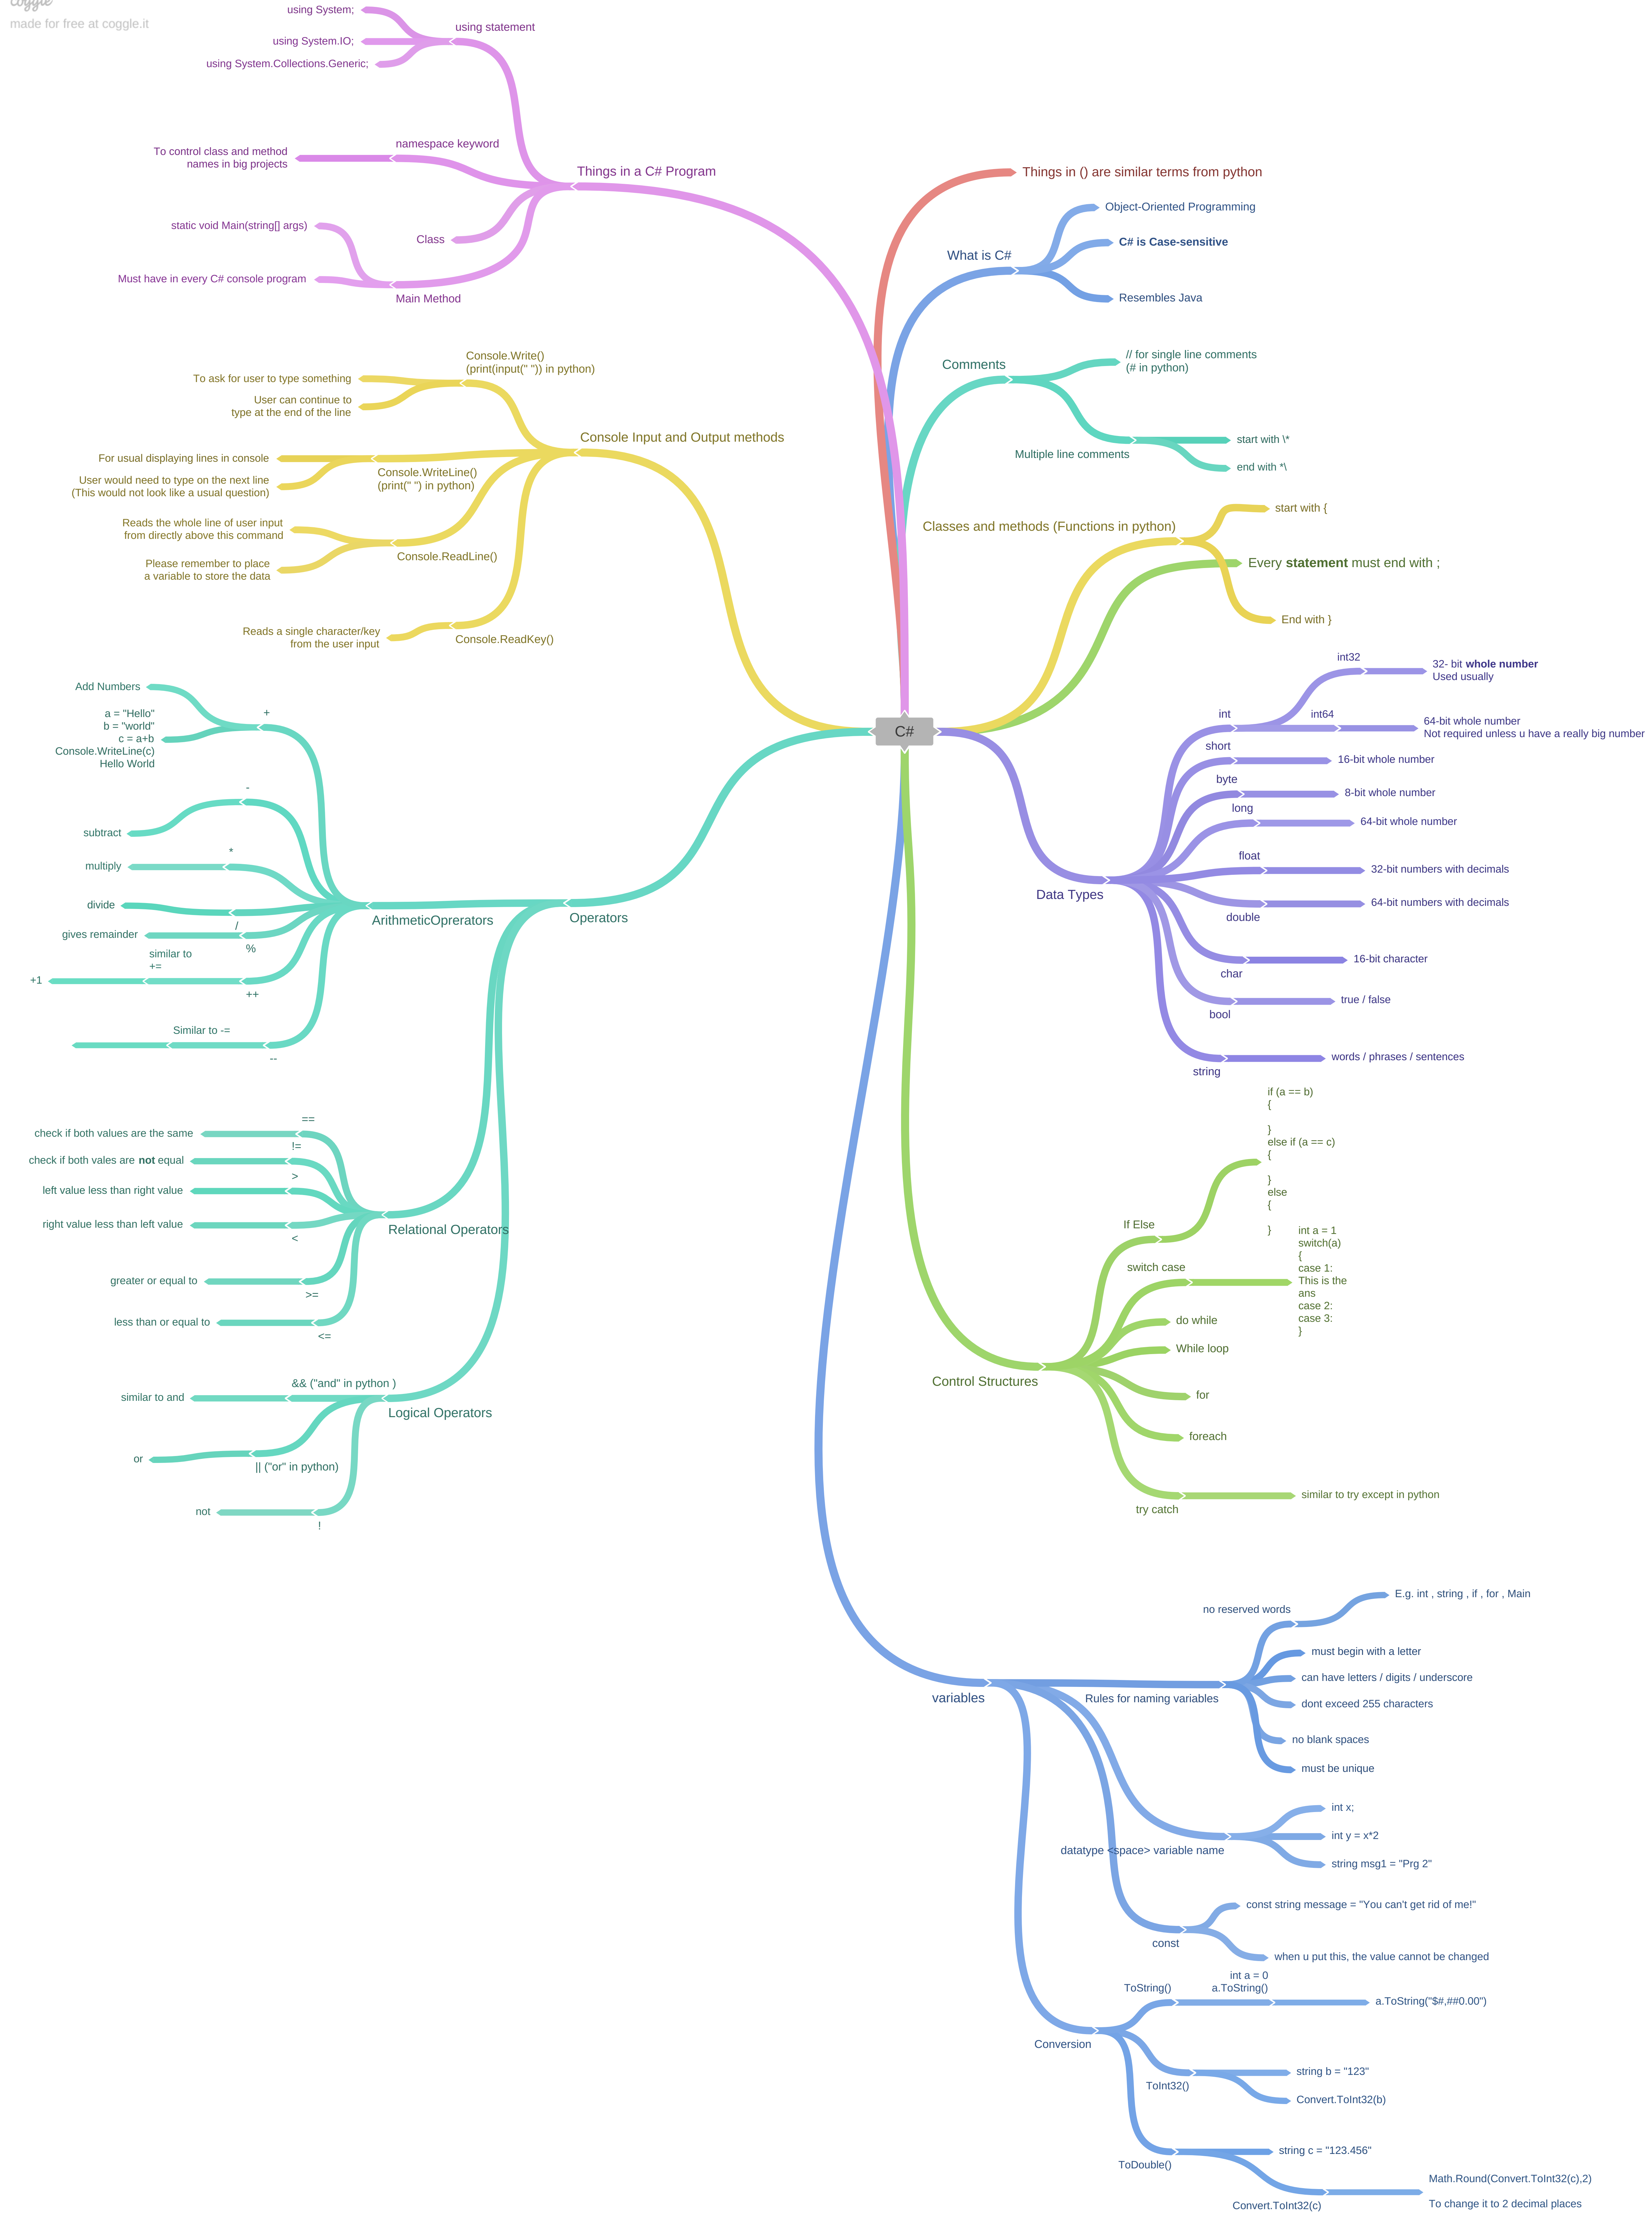 coggle
made for free at coggle.it
using System;
using System.IO;
using System.Collections.Generic;
using statement
To control class and method
names in big projects
namespace keyword
Things in a C# Program
static void Main(string[] args)
Class
Must have in every C# console program
Main Method
Things in () are similar terms from python
Object-Oriented Programming
C# is Case-sensitive
What is C#
Resembles Java
Comments
// for single line comments
(# in python)
start with \*
Multiple line comments
end with *\
Classes and methods (Functions in python)
start with {
Every statement must end with ;
End with }
Console.Write()
(print(input(" ")) in python)
To ask for user to type something
User can continue to
type at the end of the line
Console Input and Output methods
For usual displaying lines in console
Console.WriteLine()
(print(" ") in python)
User would need to type on the next line
(This would not look like a usual question)
Reads the whole line of user input
from directly above this command
Console.ReadLine()
Please remember to place
a variable to store the data
Reads a single character/key
from the user input
Console.ReadKey()
C#
Add Numbers
+
a = "Hello"
b = "world"
c = a+b
Console.WriteLine(c)
Hello World
-
subtract
*
multiply
divide
/
gives remainder
%
similar to
+=
+1
++
Similar to -=
--
ArithmeticOprerators
Operators
==
check if both values are the same
!=
check if both vales are not equal
>
left value less than right value
right value less than left value
<
Relational Operators
greater or equal to
>=
less than or equal to
<=
&& ("and" in python )
similar to and
Logical Operators
or
|| ("or" in python)
not
!
int32
32- bit whole number
Used usually
int
int64
64-bit whole number
Not required unless u have a really big number
short
16-bit whole number
byte
8-bit whole number
long
64-bit whole number
float
32-bit numbers with decimals
Data Types
double
64-bit numbers with decimals
char
16-bit character
bool
true / false
string
words / phrases / sentences
if (a == b)
{
}
else if (a == c)
{
}
else
{
}
If Else
switch case
int a = 1
switch(a)
{
case 1:
This is the
ans
case 2:
case 3:
}
do while
While loop
Control Structures
for
foreach
try catch
similar to try except in python
no reserved words
E.g. int , string , if , for , Main
must begin with a letter
can have letters / digits / underscore
variables
Rules for naming variables
dont exceed 255 characters
no blank spaces
must be unique
int x;
int y = x*2
datatype <space> variable name
string msg1 = "Prg 2"
const string message = "You can't get rid of me!"
const
when u put this, the value cannot be changed
ToString()
int a = 0
a.ToString()
a.ToString("$#,##0.00")
Conversion
ToInt32()
string b = "123"
Convert.ToInt32(b)
ToDouble()
string c = "123.456"
Convert.ToInt32(c)
Math.Round(Convert.ToInt32(c),2)
To change it to 2 decimal places